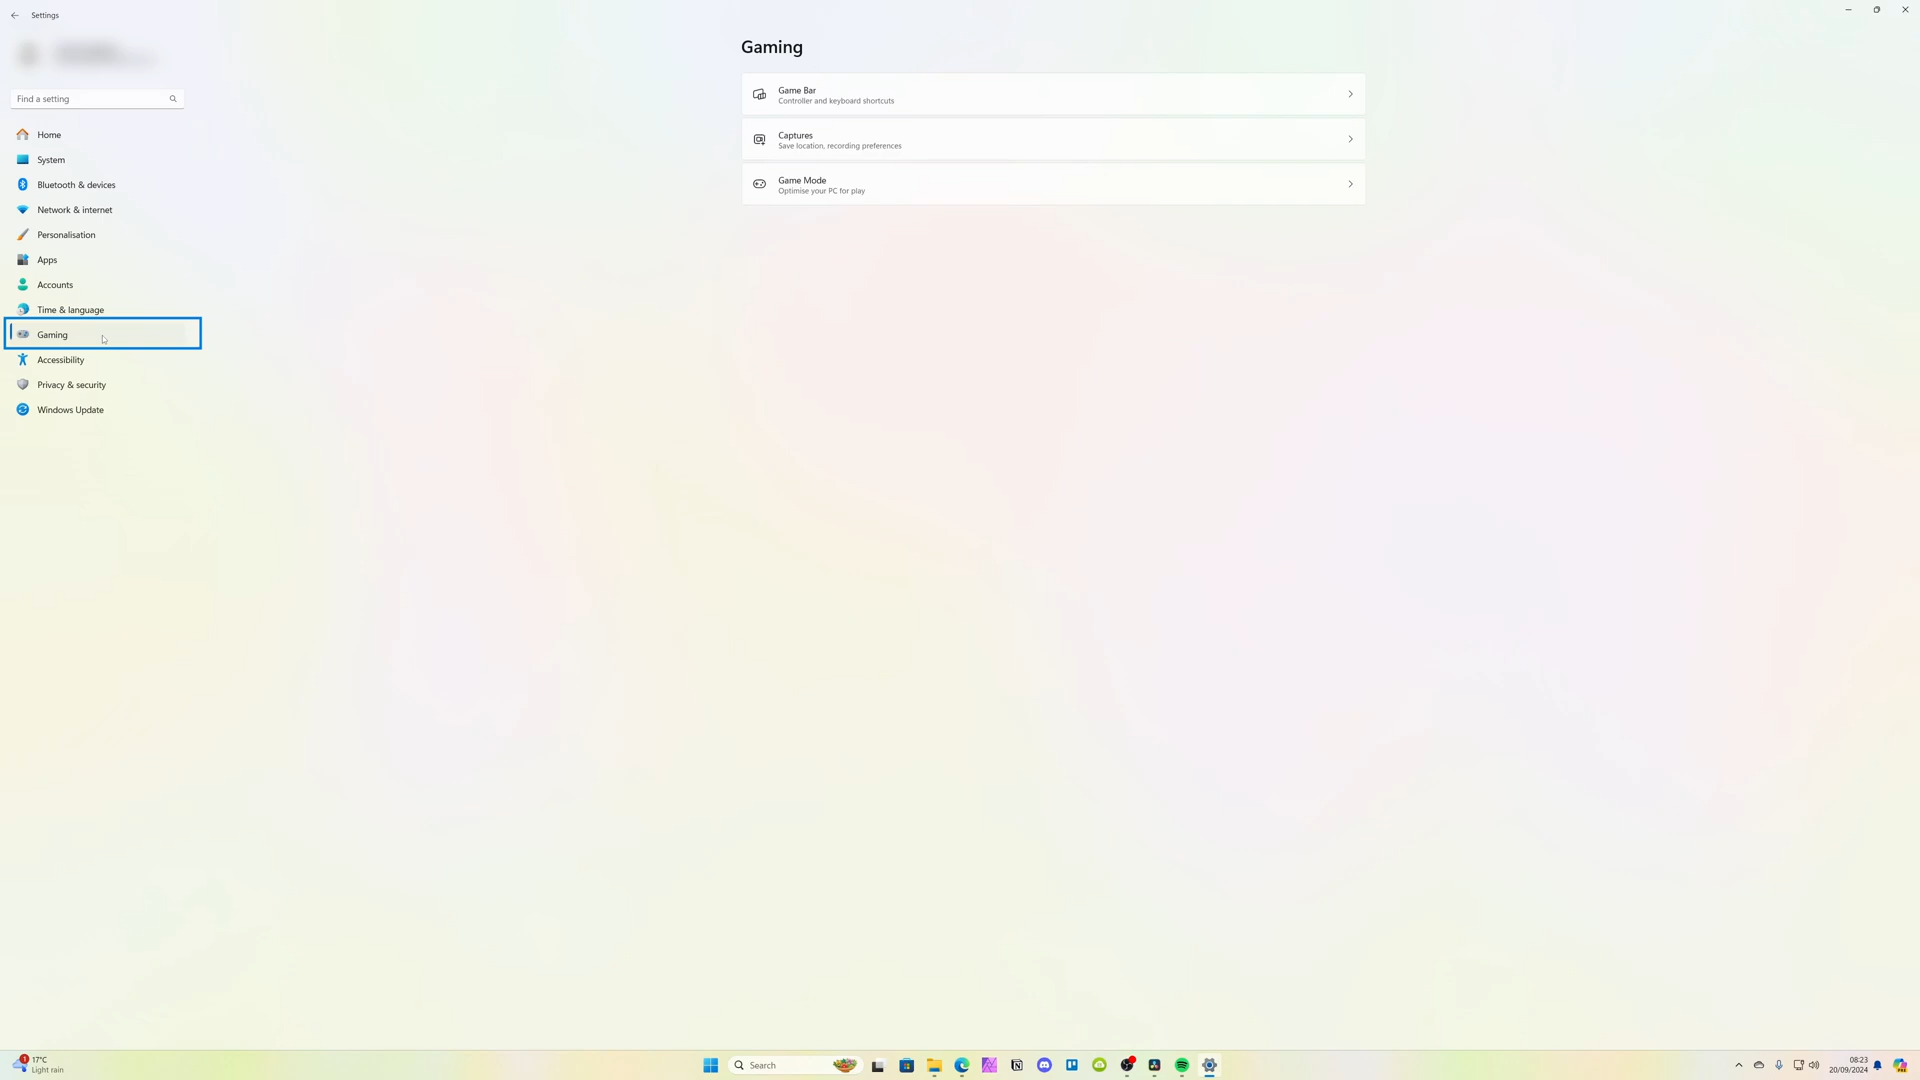 Settings
Find a setting
Home
System
Bluetooth & devices
Network & internet
Personalisation
Apps
Accounts
Time & language
Gaming
Accessibility
Privacy & security
Windows Update
Gaming
Game Bar
Controller and keyboard shortcuts
Captures
Save location, recording preferences
Game Mode
Optimise your PC for play
1
17°C
Light rain
Search
08:23
20/09/2024